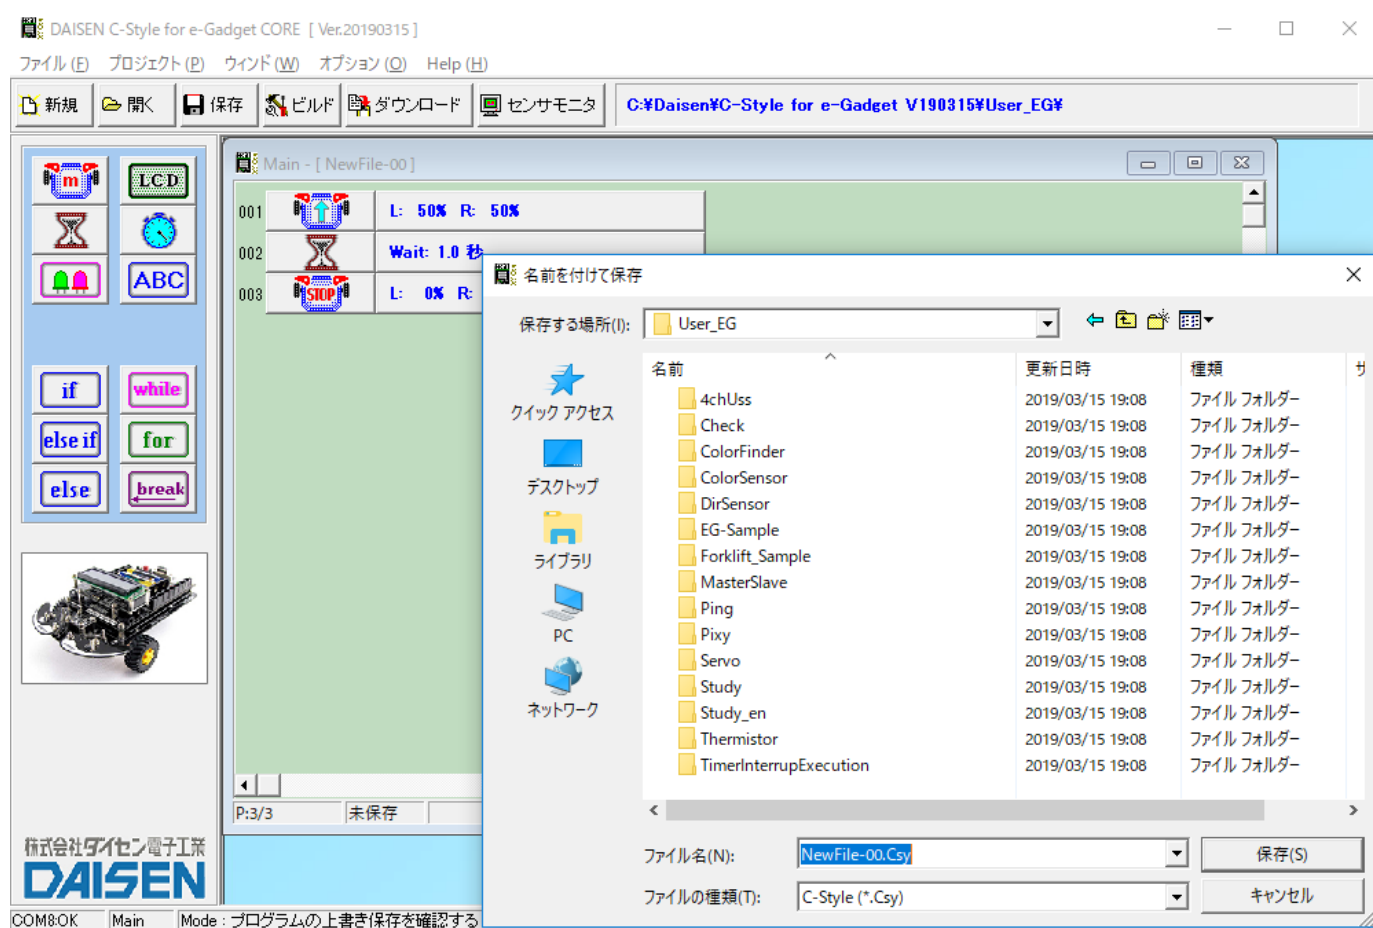 DAISEN C-Style for e-Gadget CORE [ Ver.20190315 ]
ファイル (F) プロジェクト (P) ウィンド (W) オプション (O) Help (H)
新規 開く 保存 ビルド ダウンロード センサモニタ C:¥Daisen¥C-Style for e-Gadget V190315¥User_EG¥
m LCD
ABC
if while
else if for
else break
Main - [ NewFile-00 ]
001 L: 50% R: 50%
002 Wait: 1.0 秒
003 STOP L: 0% R:
P:3/3 未保存
株式会社ダイセン電子工業
DAISEN
COM8:OK Main Mode : プログラムの上書き保存を確認する
名前を付けて保存
保存する場所(I): User_EG
クイック アクセス
デスクトップ
ライブラリ
PC
ネットワーク
名前 更新日時 種類 サ
4chUss 2019/03/15 19:08 ファイル フォルダー
Check 2019/03/15 19:08 ファイル フォルダー
ColorFinder 2019/03/15 19:08 ファイル フォルダー
ColorSensor 2019/03/15 19:08 ファイル フォルダー
DirSensor 2019/03/15 19:08 ファイル フォルダー
EG-Sample 2019/03/15 19:08 ファイル フォルダー
Forklift_Sample 2019/03/15 19:08 ファイル フォルダー
MasterSlave 2019/03/15 19:08 ファイル フォルダー
Ping 2019/03/15 19:08 ファイル フォルダー
Pixy 2019/03/15 19:08 ファイル フォルダー
Servo 2019/03/15 19:08 ファイル フォルダー
Study 2019/03/15 19:08 ファイル フォルダー
Study_en 2019/03/15 19:08 ファイル フォルダー
Thermistor 2019/03/15 19:08 ファイル フォルダー
TimerInterrupExecution 2019/03/15 19:08 ファイル フォルダー
ファイル名(N): NewFile-00.Csy 保存(S)
ファイルの種類(T): C-Style (*.Csy) キャンセル